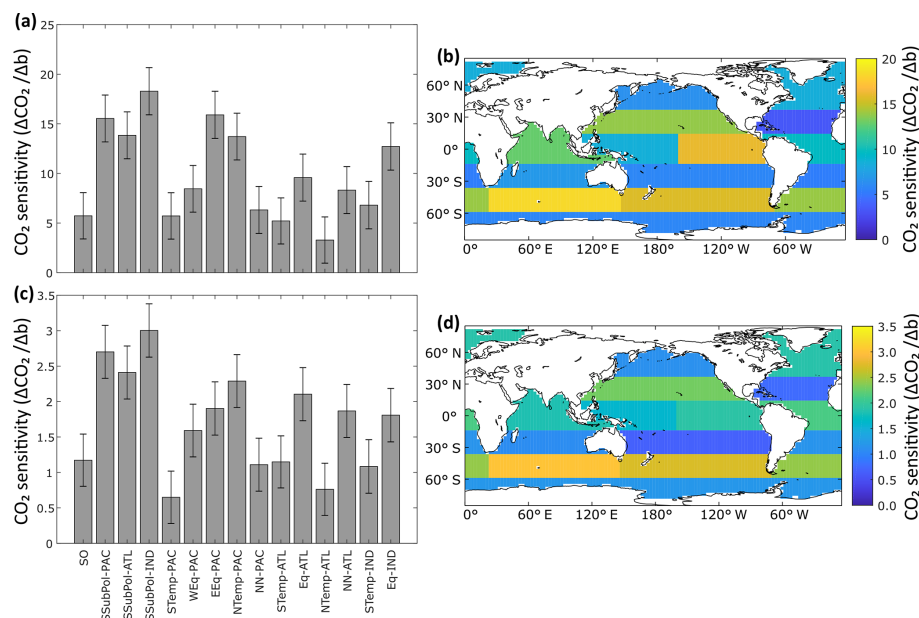 (a)
25
20
15
10
5
0
CO₂ sensitivity (ΔCO₂ /Δb)
(b)
60° N
30° N
0°
30° S
60° S
0° E 60° E 120° E 180° E 120° W 60° W
20
15
10
5
0
CO₂ sensitivity (ΔCO₂ /Δb)
(c)
3.5
3
2.5
2
1.5
1
0.5
0
CO₂ sensitivity (ΔCO₂ /Δb)
SO
SSubPol-PAC
SSubPol-ATL
SSubPol-IND
STemp-PAC
WEq-PAC
EEq-PAC
NTemp-PAC
NN-PAC
STemp-ATL
Eq-ATL
NTemp-ATL
NN-ATL
STemp-IND
Eq-IND
(d)
60° N
30° N
0°
30° S
60° S
0° E 60° E 120° E 180° E 120° W 60° W
3.5
3.0
2.5
2.0
1.5
1.0
0.5
0.0
CO₂ sensitivity (ΔCO₂ /Δb)